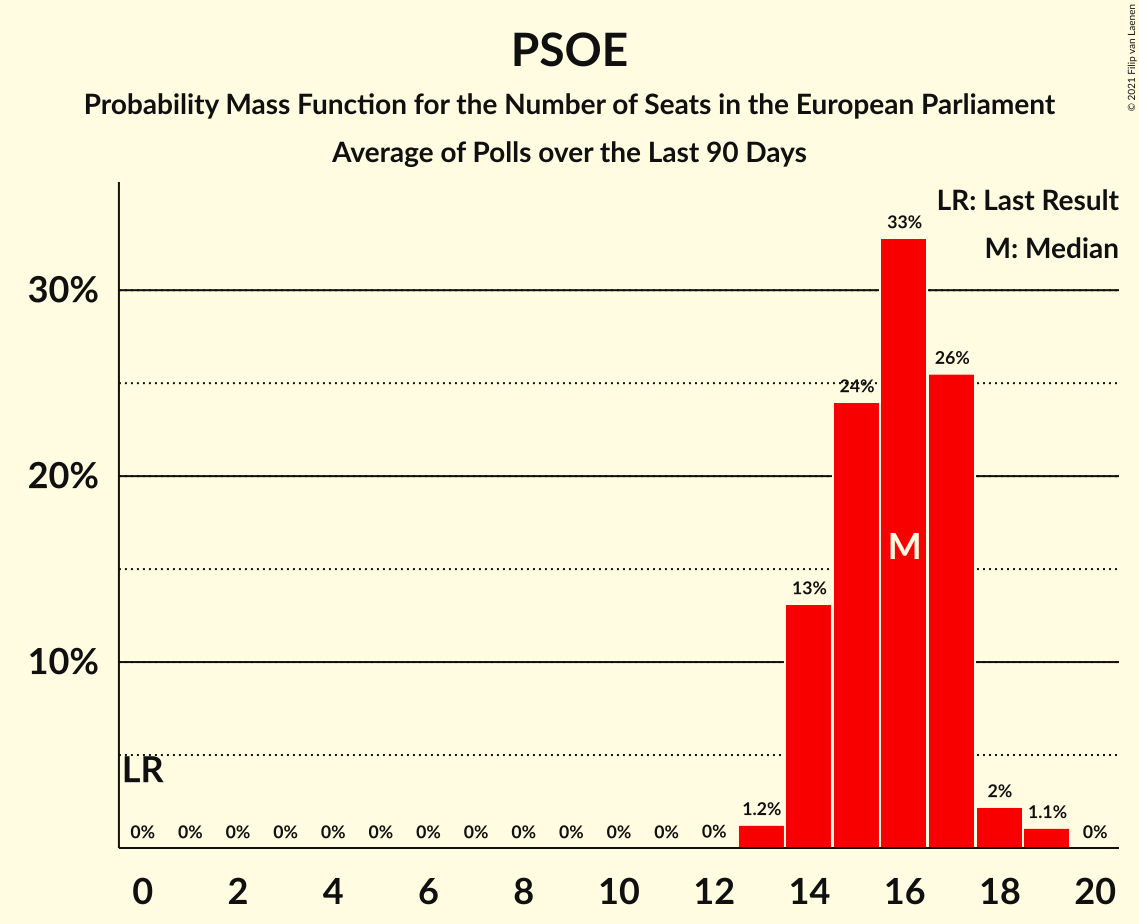 PSOE
Probability Mass Function for the Number of Seats in the European Parliament
Average of Polls over the Last 90 Days
© 2021 Filip van Laenen
LR: Last Result
M: Median
33%
30%
26%
24%
20%
M
13%
10%
LR
0% 0% 0% 0% 0% 0% 0% 0% 0% 0% 0% 0% 0% 1.2% 2% 1.1% 0%
0 2 4 6 8 10 12 14 16 18 20